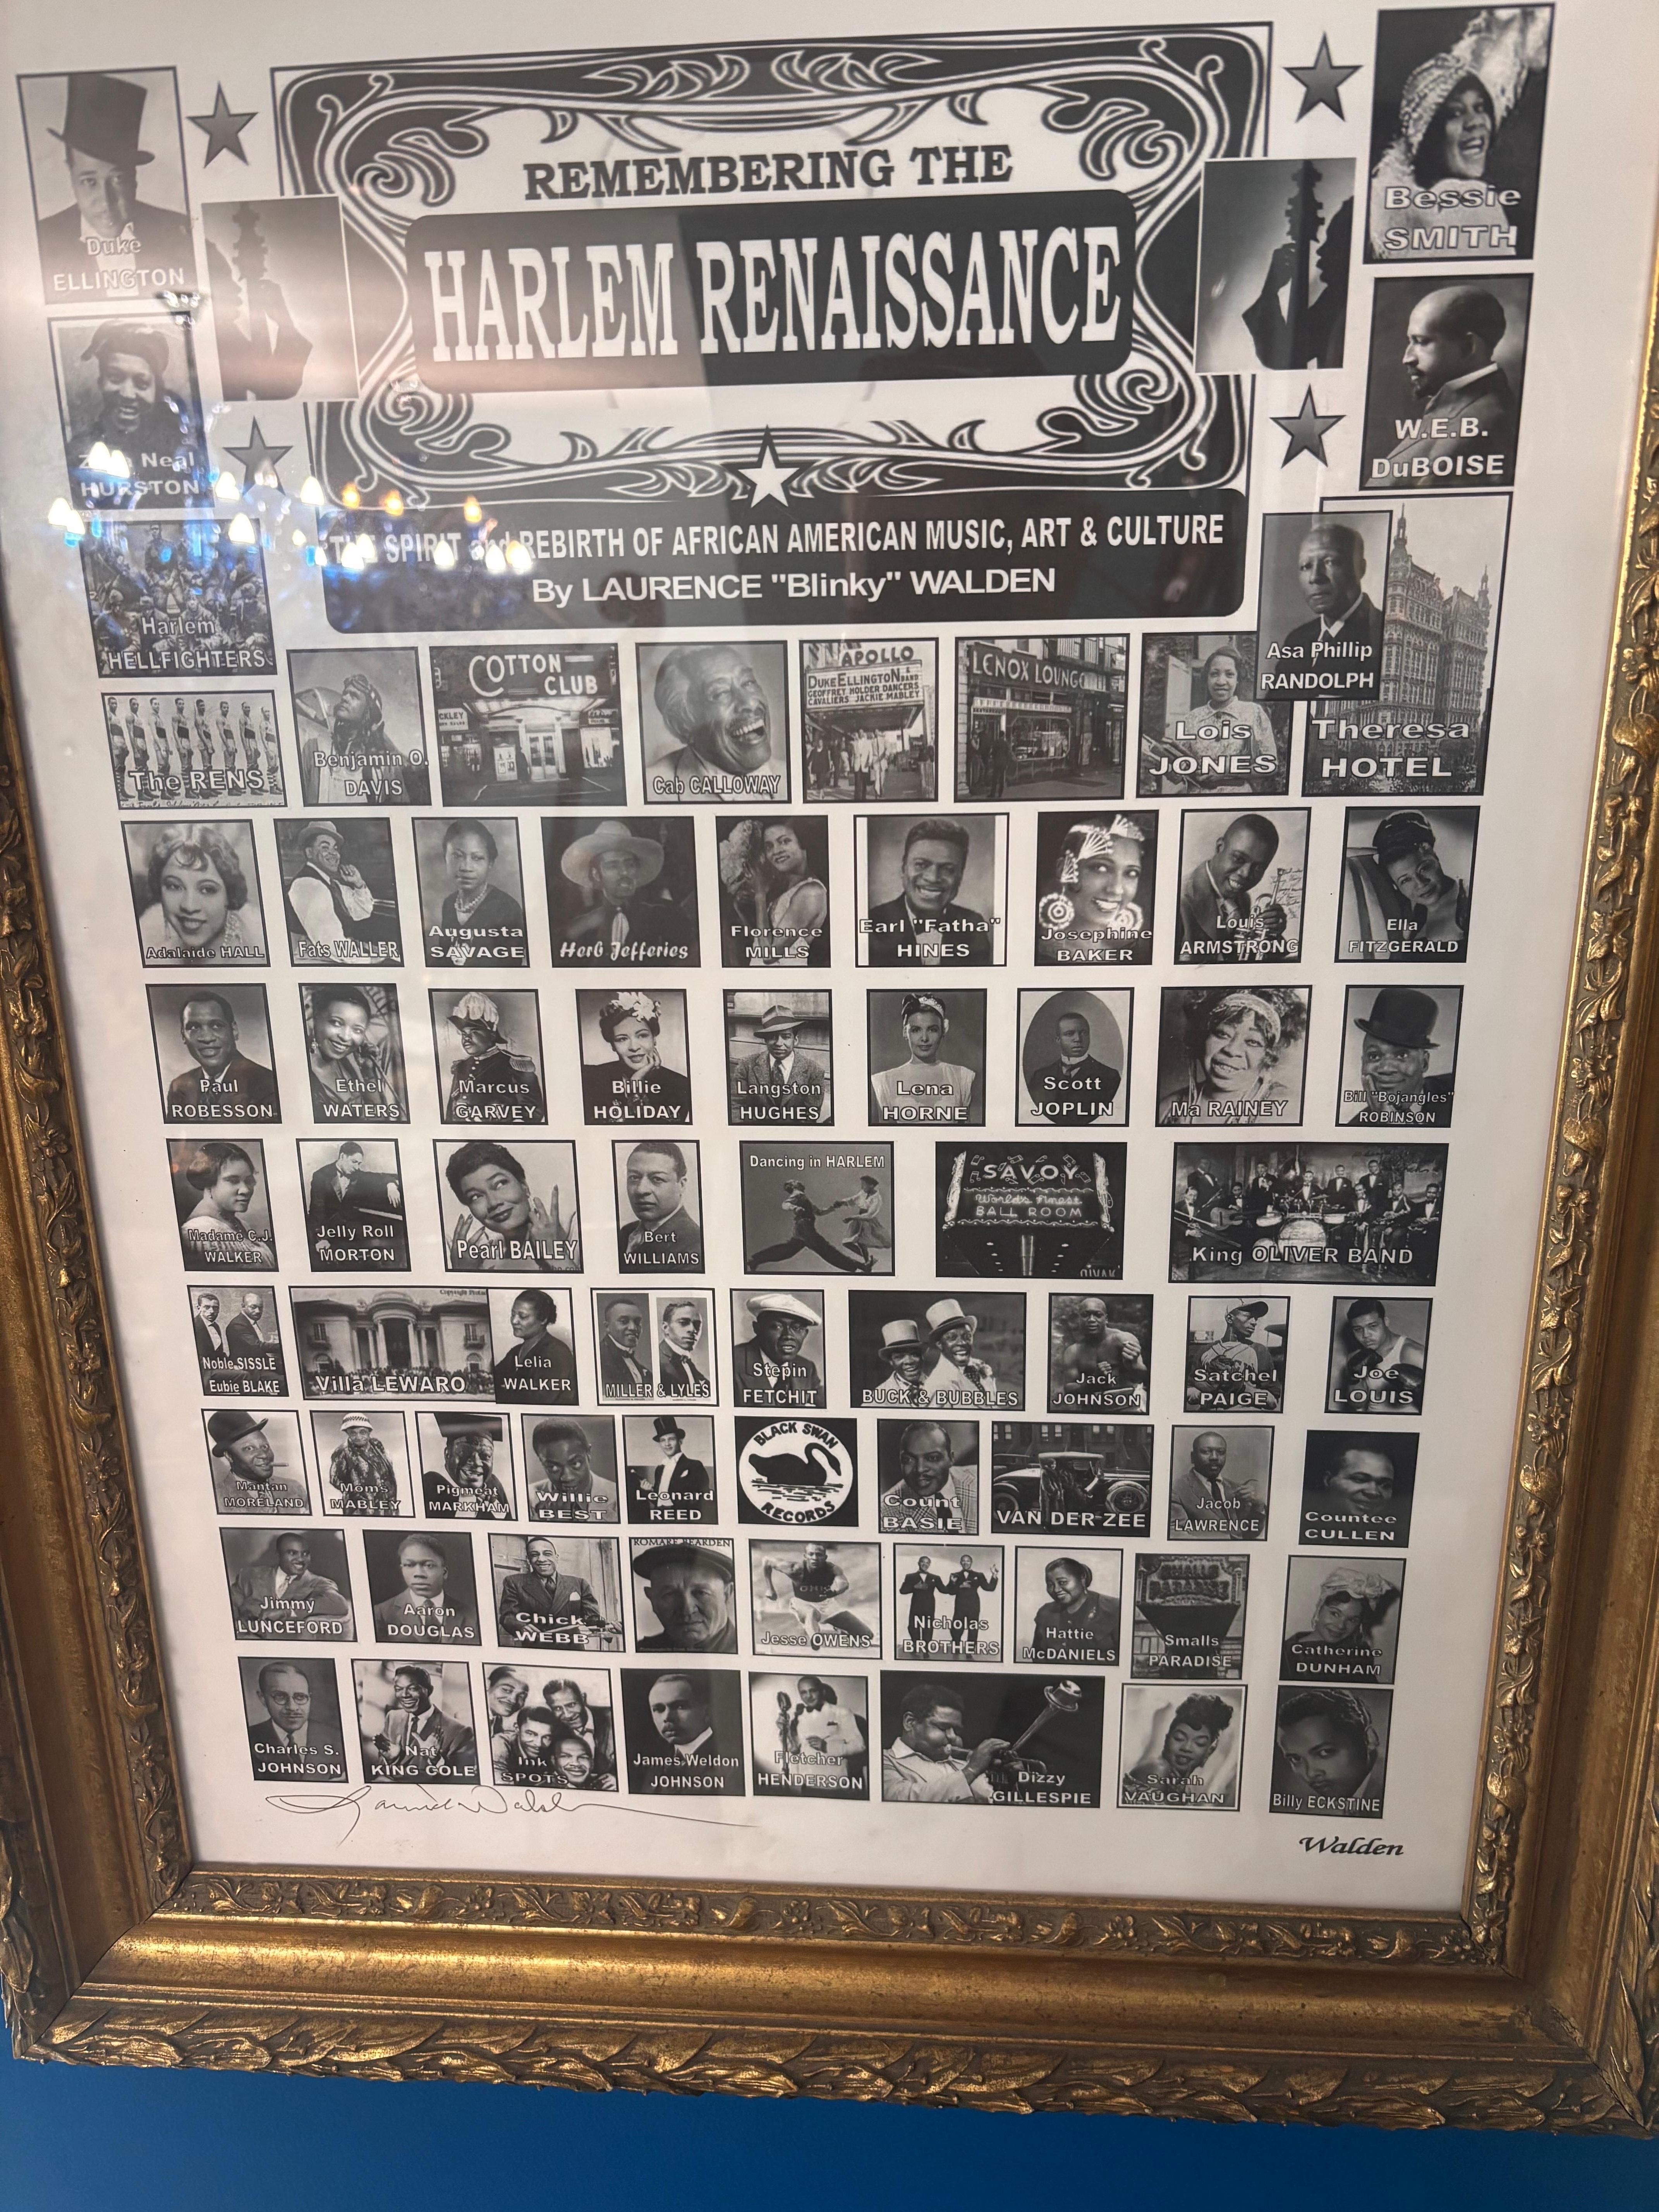 REMEMBERING THE
HARLEM RENAISSANCE
THE SPIRIT and REBIRTH OF AFRICAN AMERICAN MUSIC, ART & CULTURE
By LAURENCE "Blinky" WALDEN
Duke
ELLINGTON
Bessie
SMITH
Neal
HURSTON
W.E.B.
DuBOISE
Harlem
HELLFIGHTERS
Asa Phillip
RANDOLPH
Theresa
HOTEL
The RENS
Benjamin O.
DAVIS
COTTON
CLUB
Cab CALLOWAY
APOLLO
DUKE ELLINGTON BAND
GEOFFREY HOLDER DANCERS
CAVALIERS JACKIE MABLEY
LENOX LOUNGE
Lois
JONES
Adalaide HALL
Fats WALLER
Augusta
SAVAGE
Herb Jefferies
Florence
MILLS
Earl "Fatha"
HINES
Josephine
BAKER
Louis
ARMSTRONG
Ella
FITZGERALD
Paul
ROBESSON
Ethel
WATERS
Marcus
GARVEY
Billie
HOLIDAY
Langston
HUGHES
Lena
HORNE
Scott
JOPLIN
Ma RAINEY
Bill "Bojangles"
ROBINSON
Madame C.J.
WALKER
Jelly Roll
MORTON
Pearl BAILEY
Bert
WILLIAMS
Dancing in HARLEM
SAVOY
World's Finest
BALL ROOM
King OLIVER BAND
Noble SISSLE
Eubie BLAKE
Villa LEWARO
Lelia
WALKER
MILLER & LYLES
Stepin
FETCHIT
BUCK & BUBBLES
Jack
JOHNSON
Satchel
PAIGE
Joe
LOUIS
Mantan
MORELAND
Moms
MABLEY
Pigmeat
MARKHAM
Willie
BEST
Leonard
REED
BLACK SWAN
RECORDS
Count
BASIE
VAN DER ZEE
Jacob
LAWRENCE
Countee
CULLEN
Jimmy
LUNCEFORD
Aaron
DOUGLAS
Chick
WEBB
ROMARE BEARDEN
Jesse OWENS
Nicholas
BROTHERS
Hattie
McDANIELS
SMALLS
PARADISE
Smalls
PARADISE
Catherine
DUNHAM
Charles S.
JOHNSON
Nat
KING COLE
Ink
SPOTS
James Weldon
JOHNSON
Fletcher
HENDERSON
Dizzy
GILLESPIE
Sarah
VAUGHAN
Billy ECKSTINE
Walden